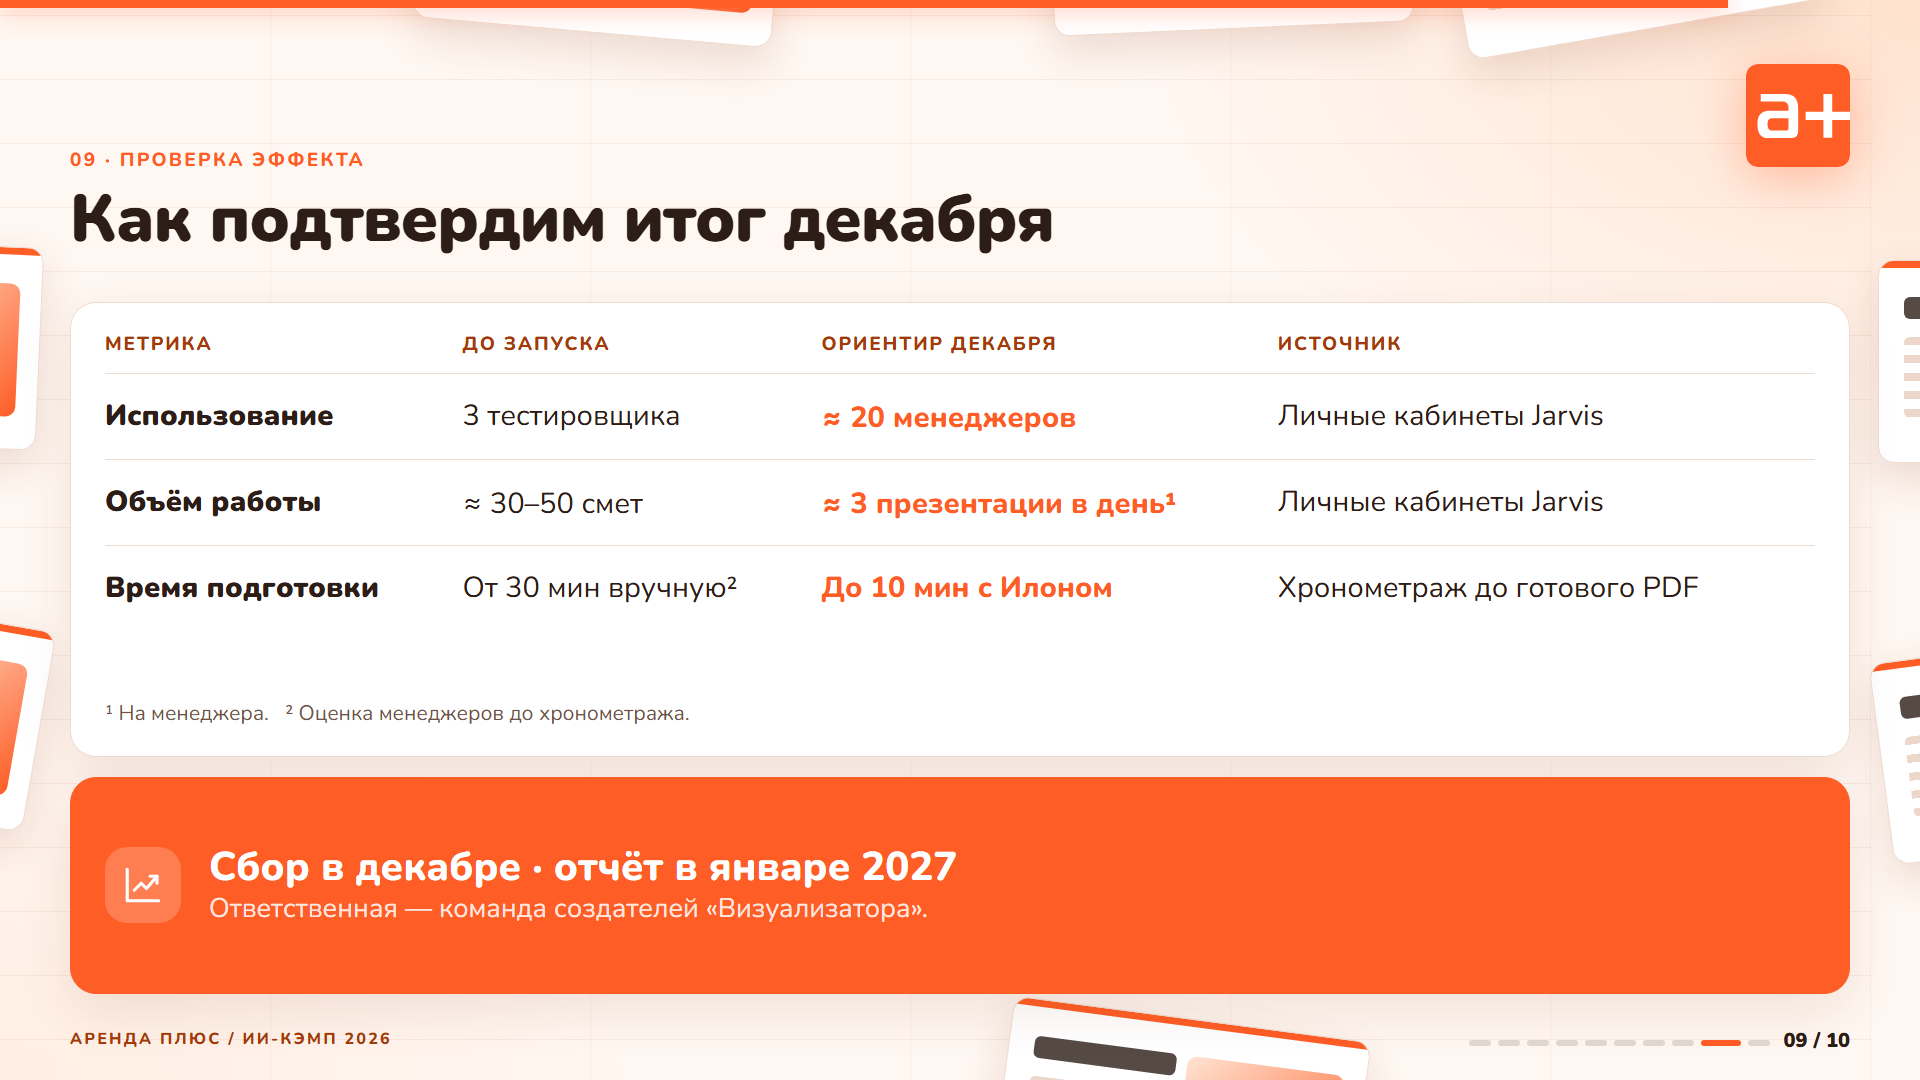 a+
09 · ПРОВЕРКА ЭФФЕКТА
Как подтвердим итог декабря
МЕТРИКА ДО ЗАПУСКА ОРИЕНТИР ДЕКАБРЯ ИСТОЧНИК
Использование 3 тестировщика ≈ 20 менеджеров Личные кабинеты Jarvis
Объём работы ≈ 30–50 смет ≈ 3 презентации в день¹ Личные кабинеты Jarvis
Время подготовки От 30 мин вручную² До 10 мин с Илоном Хронометраж до готового PDF
¹ На менеджера. ² Оценка менеджеров до хронометража.
Сбор в декабре · отчёт в январе 2027
Ответственная — команда создателей «Визуализатора».
АРЕНДА ПЛЮС / ИИ-КЭМП 2026
09 / 10